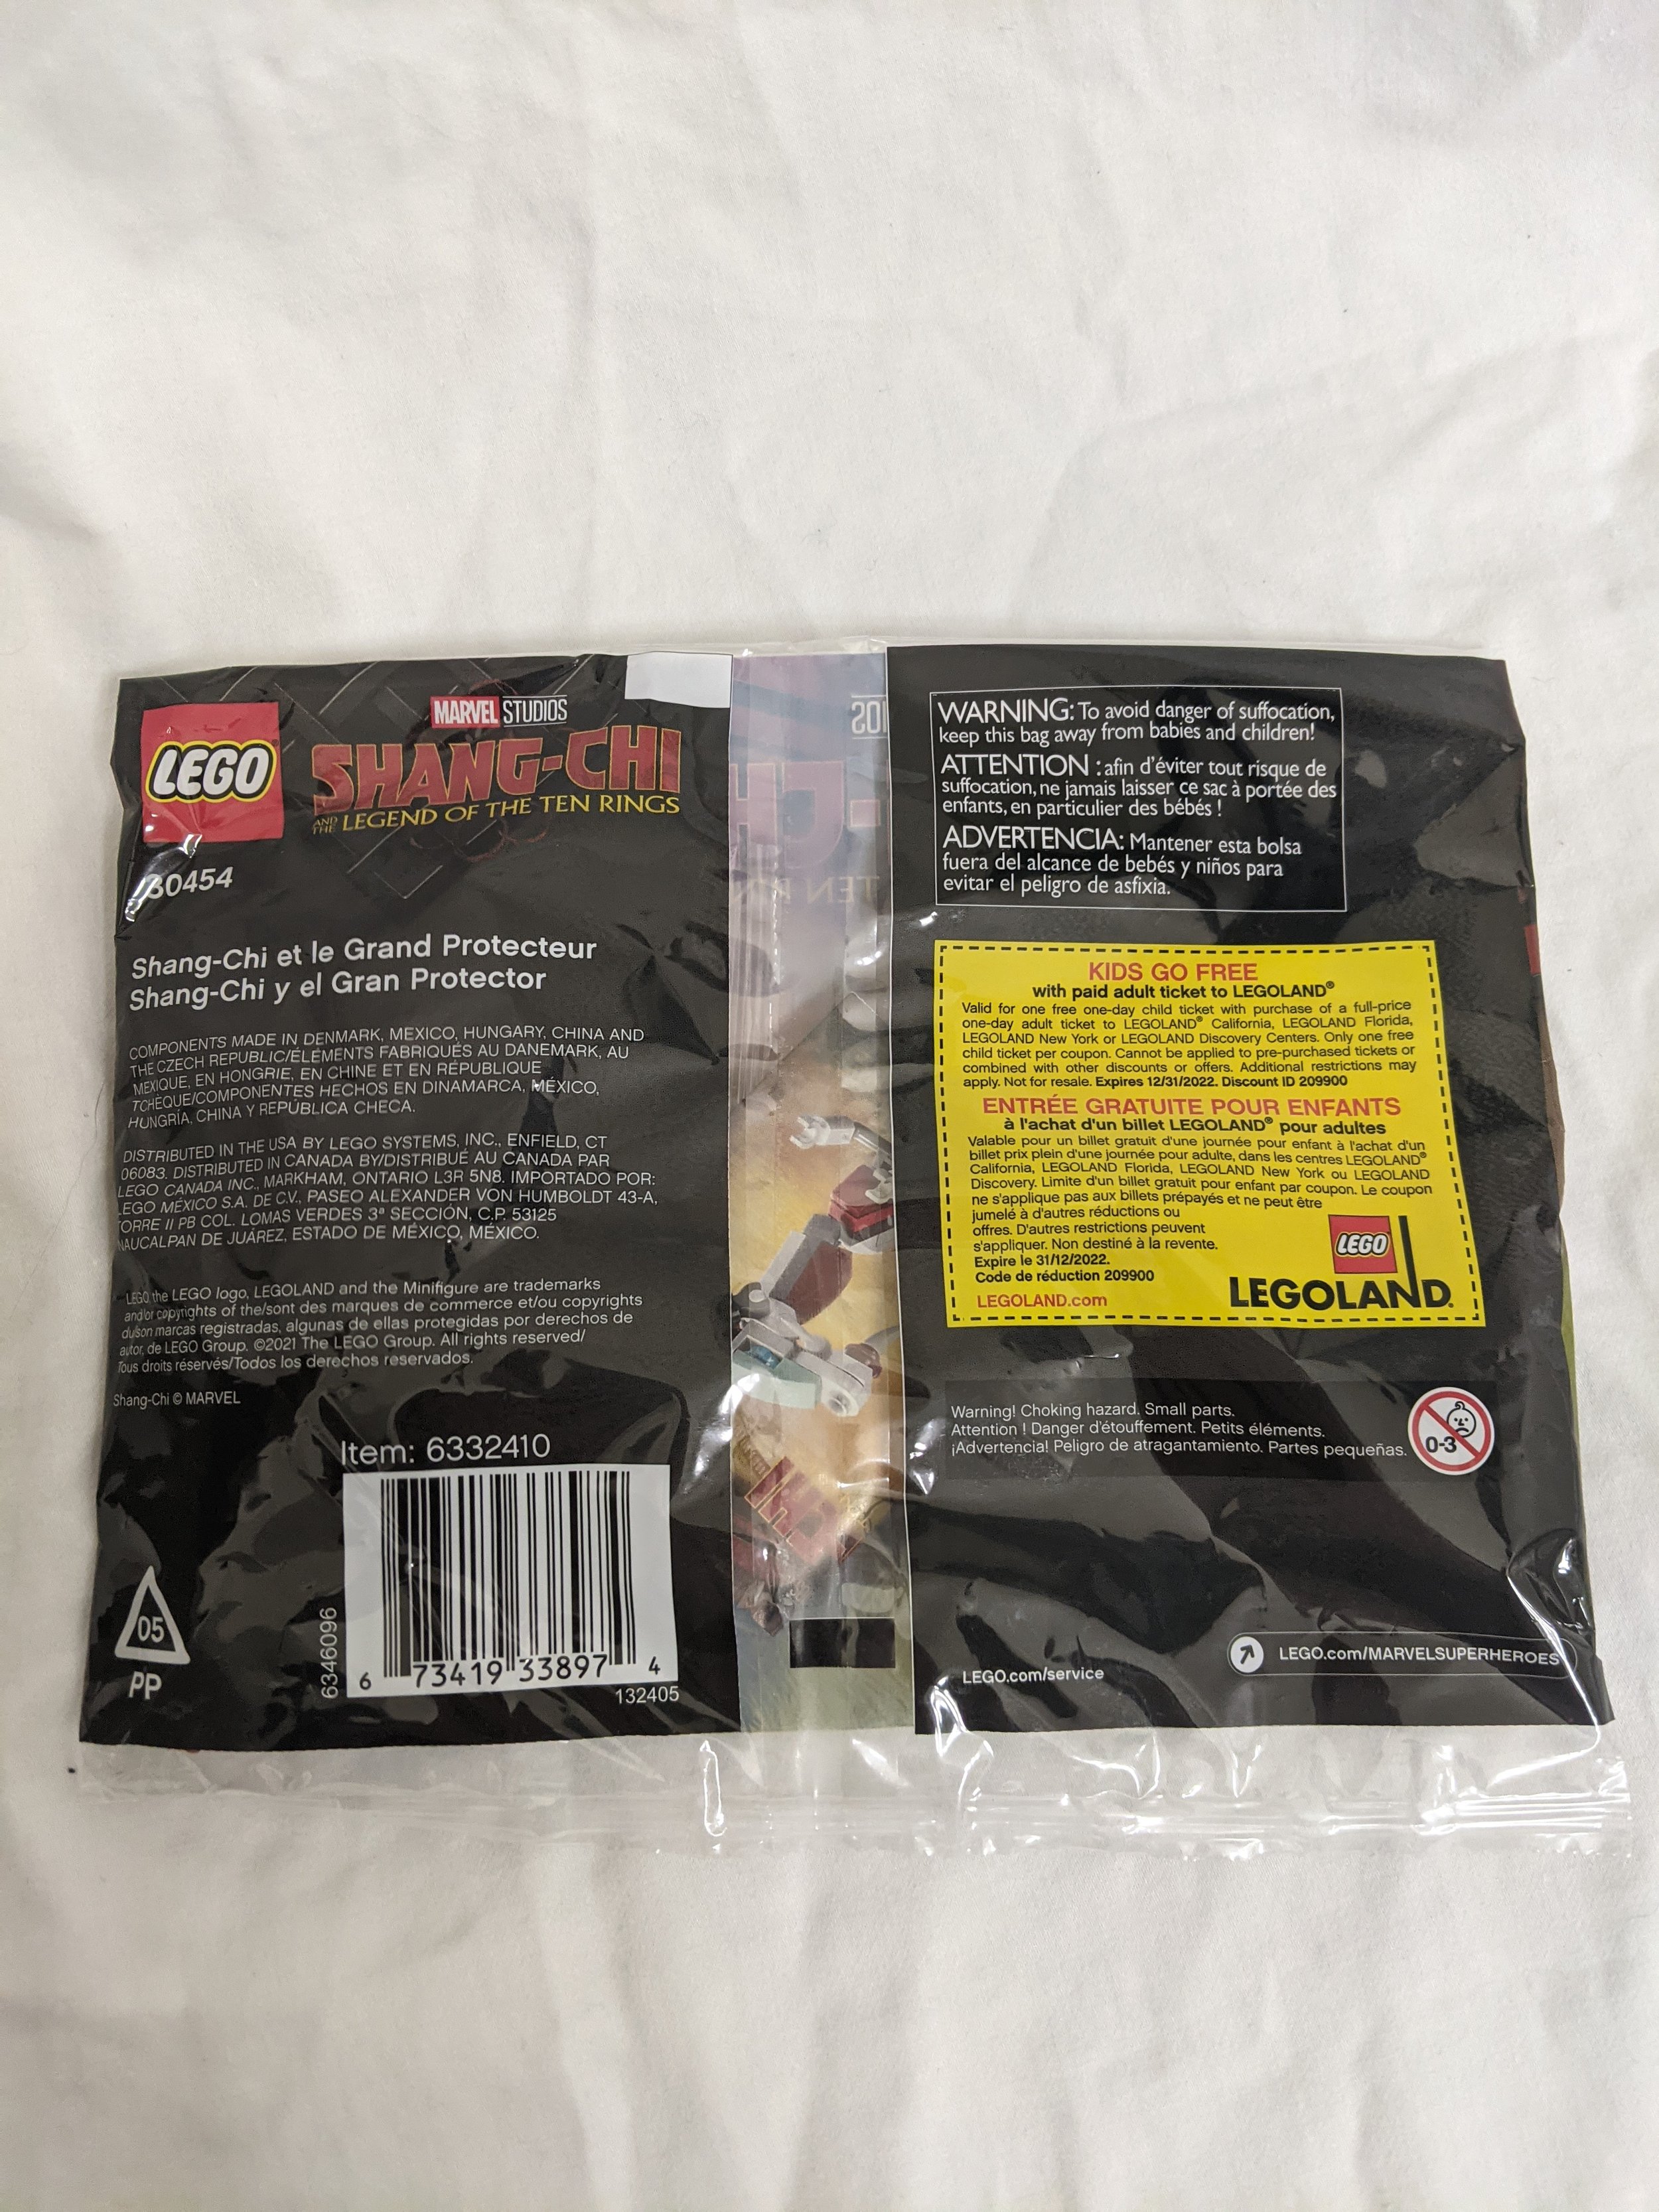 LEGO
MARVEL STUDIOS
SHANG-CHI
AND THE LEGEND OF THE TEN RINGS
30454
Shang-Chi et le Grand Protecteur
Shang-Chi y el Gran Protector
COMPONENTS MADE IN DENMARK, MEXICO, HUNGARY, CHINA AND
THE CZECH REPUBLIC/ÉLÉMENTS FABRIQUÉS AU DANEMARK, AU
MEXIQUE, EN HONGRIE, EN CHINE ET EN RÉPUBLIQUE
TCHÈQUE/COMPONENTES HECHOS EN DINAMARCA, MÉXICO,
HUNGRÍA, CHINA Y REPÚBLICA CHECA.
DISTRIBUTED IN THE USA BY LEGO SYSTEMS, INC., ENFIELD, CT
06083. DISTRIBUTED IN CANADA BY/DISTRIBUÉ AU CANADA PAR
LEGO CANADA INC., MARKHAM, ONTARIO L3R 5N8. IMPORTADO POR:
LEGO MÉXICO S.A. DE C.V., PASEO ALEXANDER VON HUMBOLDT 43-A,
TORRE II PB COL. LOMAS VERDES 3ª SECCIÓN, C.P. 53125
NAUCALPAN DE JUÁREZ, ESTADO DE MÉXICO, MÉXICO.
LEGO, the LEGO logo, LEGOLAND and the Minifigure are trademarks
and/or copyrights of the/sont des marques de commerce et/ou copyrights
du/son marcas registradas, algunas de ellas protegidas por derechos de
autor, de LEGO Group. ©2021 The LEGO Group. All rights reserved/
Tous droits réservés/Todos los derechos reservados.
Shang-Chi © MARVEL
Item: 6332410
6346096
6 73419 33897 4
132405
05
PP
WARNING: To avoid danger of suffocation,
keep this bag away from babies and children!
ATTENTION : afin d'éviter tout risque de
suffocation, ne jamais laisser ce sac à portée des
enfants, en particulier des bébés !
ADVERTENCIA: Mantener esta bolsa
fuera del alcance de bebés y niños para
evitar el peligro de asfixia.
KIDS GO FREE
with paid adult ticket to LEGOLAND®
Valid for one free one-day child ticket with purchase of a full-price
one-day adult ticket to LEGOLAND® California, LEGOLAND Florida,
LEGOLAND New York or LEGOLAND Discovery Centers. Only one free
child ticket per coupon. Cannot be applied to pre-purchased tickets or
combined with other discounts or offers. Additional restrictions may
apply. Not for resale. Expires 12/31/2022. Discount ID 209900
ENTRÉE GRATUITE POUR ENFANTS
à l'achat d'un billet LEGOLAND® pour adultes
Valable pour un billet gratuit d'une journée pour enfant à l'achat d'un
billet prix plein d'une journée pour adulte, dans les centres LEGOLAND®
California, LEGOLAND Florida, LEGOLAND New York ou LEGOLAND
Discovery. Limite d'un billet gratuit pour enfant par coupon. Le coupon
ne s'applique pas aux billets prépayés et ne peut être
jumelé à d'autres réductions ou
offres. D'autres restrictions peuvent
s'appliquer. Non destiné à la revente.
Expire le 31/12/2022.
Code de réduction 209900
LEGOLAND.com
LEGO
LEGOLAND®
Warning! Choking hazard. Small parts.
Attention ! Danger d'étouffement. Petits éléments.
¡Advertencia! Peligro de atragantamiento. Partes pequeñas.
0-3
LEGO.com/service
LEGO.com/MARVELSUPERHEROES